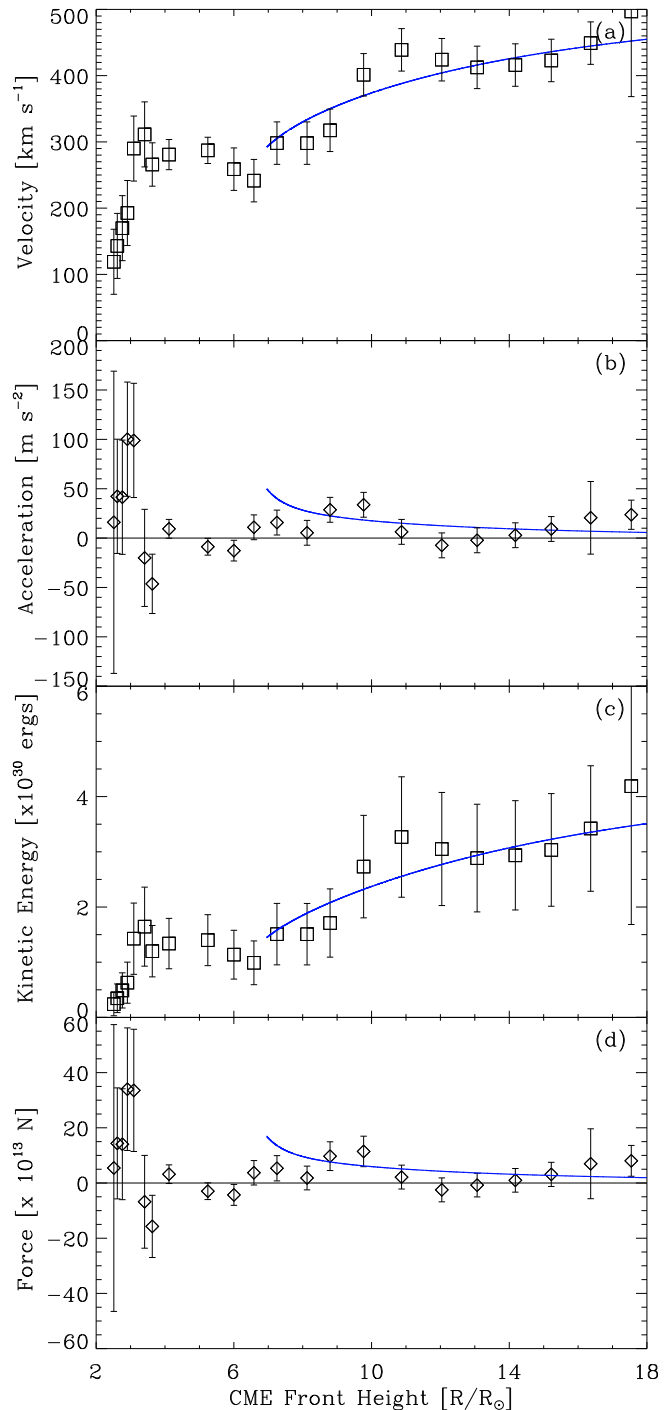 (a)
500
400
300
200
100
0
Velocity [km s⁻¹]
(b)
200
150
100
50
0
−50
−100
−150
Acceleration [m s⁻²]
(c)
6
4
2
0
Kinetic Energy [x10³⁰ ergs]
(d)
60
40
20
0
−20
−40
−60
Force [x 10¹³ N]
2 6 10 14 18
CME Front Height [R/R☉]